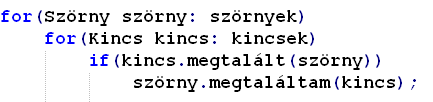 for(Szörny szörny: szörnyek)
for(Kincs kincs: kincsek)
if(kincs.megtalált(szörny))
szörny.megtaláltam(kincs);